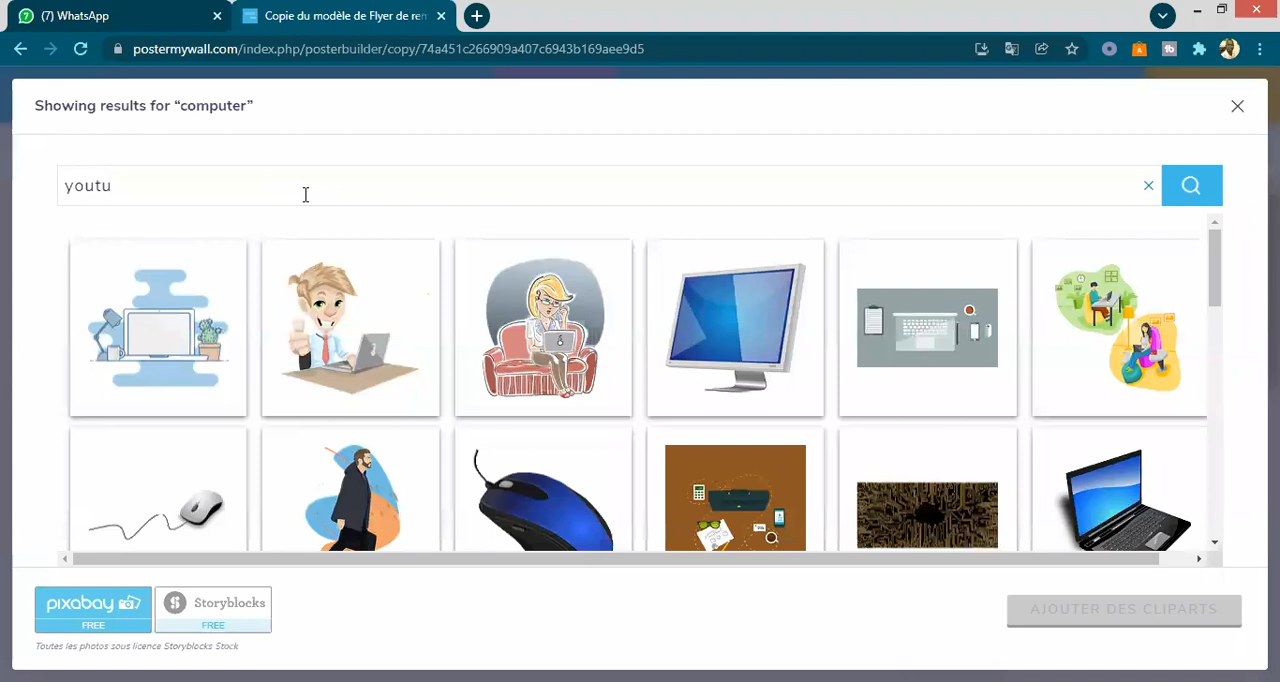 (7) WhatsApp
Copie du modèle de Flyer de ren
postermywall.com/index.php/posterbuilder/copy/74a451c266909a407c6943b169aee9d5
Showing results for “computer”
youtu
pixabay
FREE
Storyblocks
FREE
AJOUTER DES CLIPARTS
Toutes les photos sous licence Storyblocks Stock